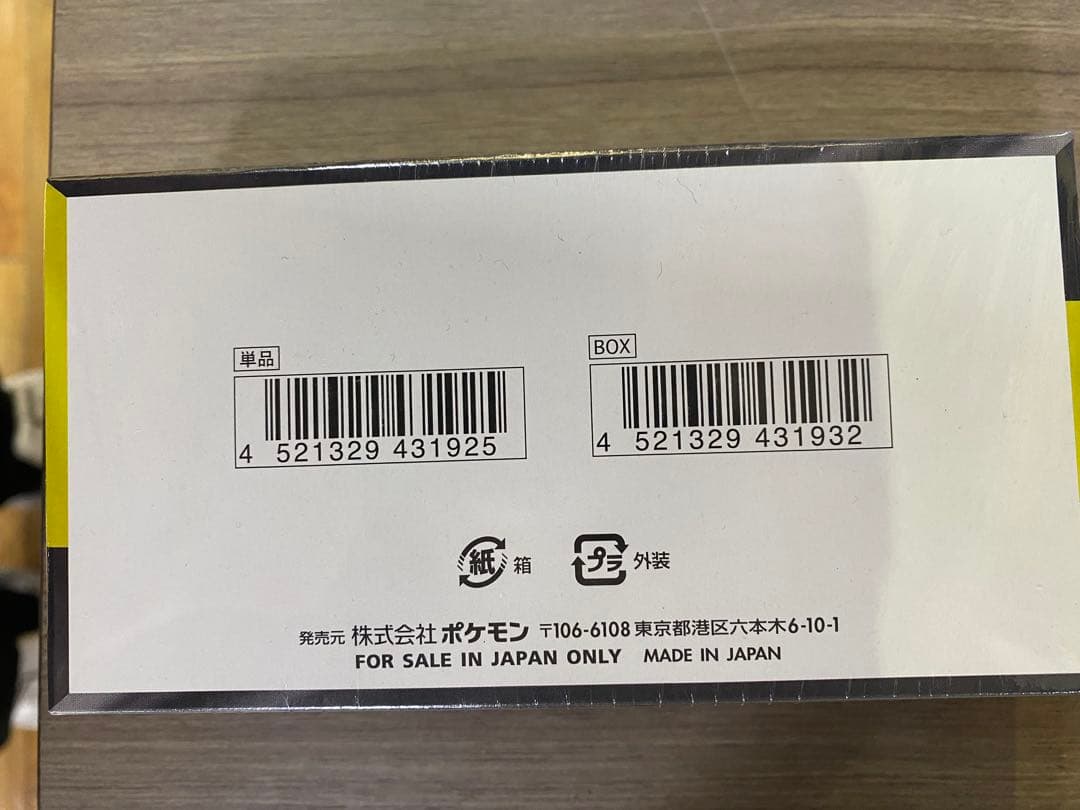 単品
4 521329 431925
BOX
4 521329 431932
紙 箱
プラ 外装
発売元 株式会社 ポケモン 〒106-6108 東京都港区六本木6-10-1
FOR SALE IN JAPAN ONLY MADE IN JAPAN